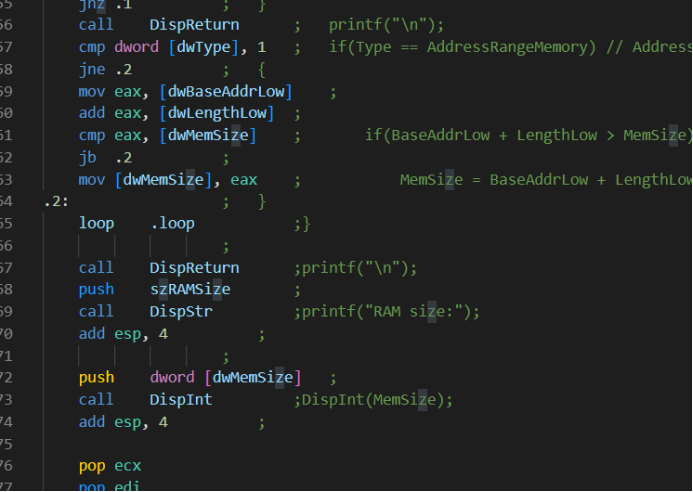 55 jnz .1 ; }
56 call DispReturn ; printf("\n");
57 cmp dword [dwType], 1 ; if(Type == AddressRangeMemory) // Address
58 jne .2 ; {
59 mov eax, [dwBaseAddrLow] ;
60 add eax, [dwLengthLow] ;
61 cmp eax, [dwMemSize] ; if(BaseAddrLow + LengthLow > MemSize)
62 jb .2 ;
63 mov [dwMemSize], eax ; MemSize = BaseAddrLow + LengthLow
64 .2: ; }
65 loop .loop ;}
66 ;
67 call DispReturn ;printf("\n");
68 push szRAMSize ;
69 call DispStr ;printf("RAM size:");
70 add esp, 4 ;
71 ;
72 push dword [dwMemSize] ;
73 call DispInt ;DispInt(MemSize);
74 add esp, 4 ;
75
76 pop ecx
77 pop edi